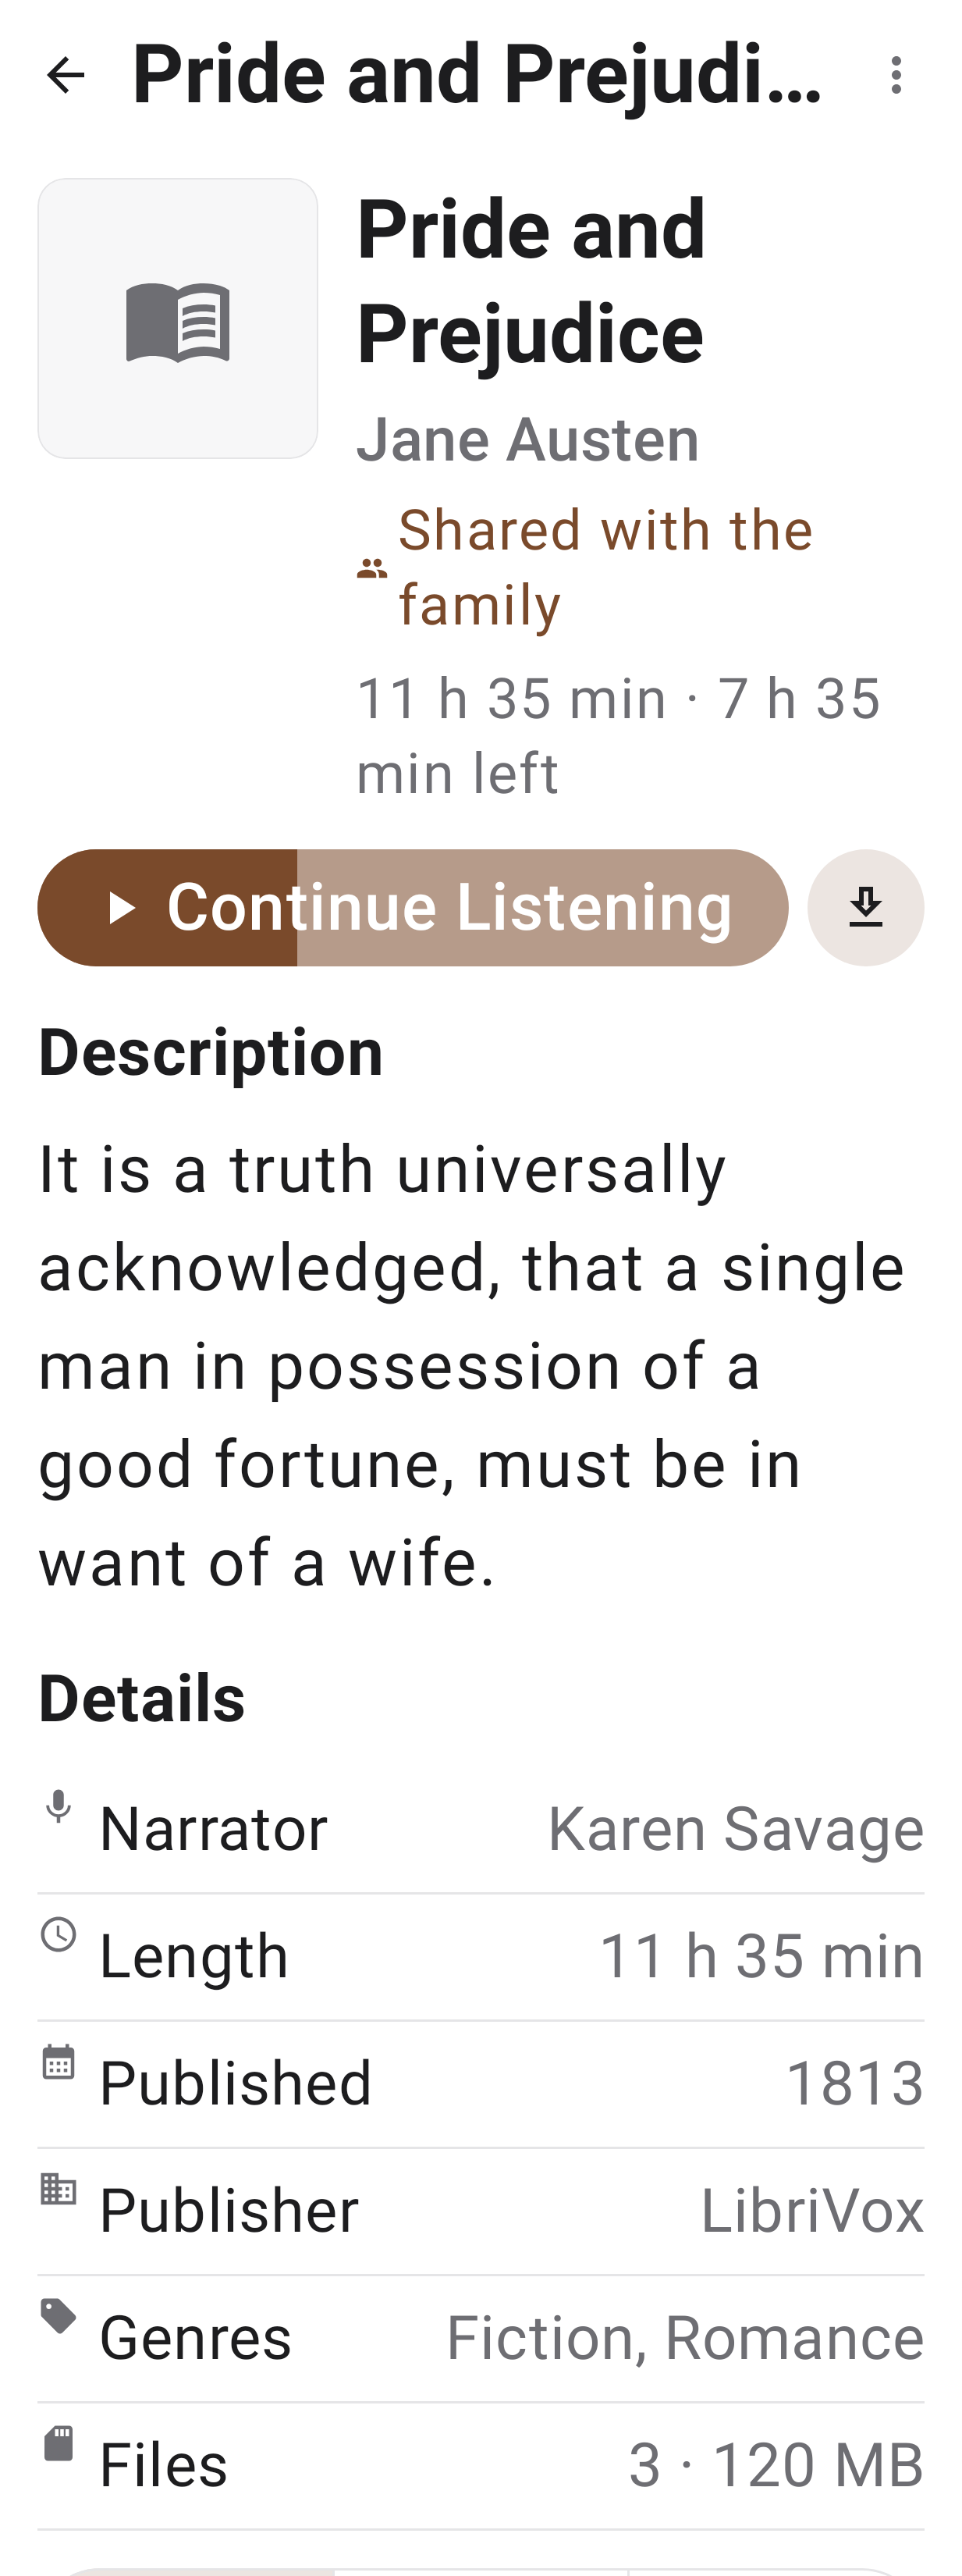 Pride and Prejudi...
Pride and
Prejudice
Jane Austen
Shared with the
family
11 h 35 min · 7 h 35
min left
Continue Listening
Description
It is a truth universally
acknowledged, that a single
man in possession of a
good fortune, must be in
want of a wife.
Details
Narrator Karen Savage
Length 11 h 35 min
Published 1813
Publisher LibriVox
Genres Fiction, Romance
Files 3 · 120 MB